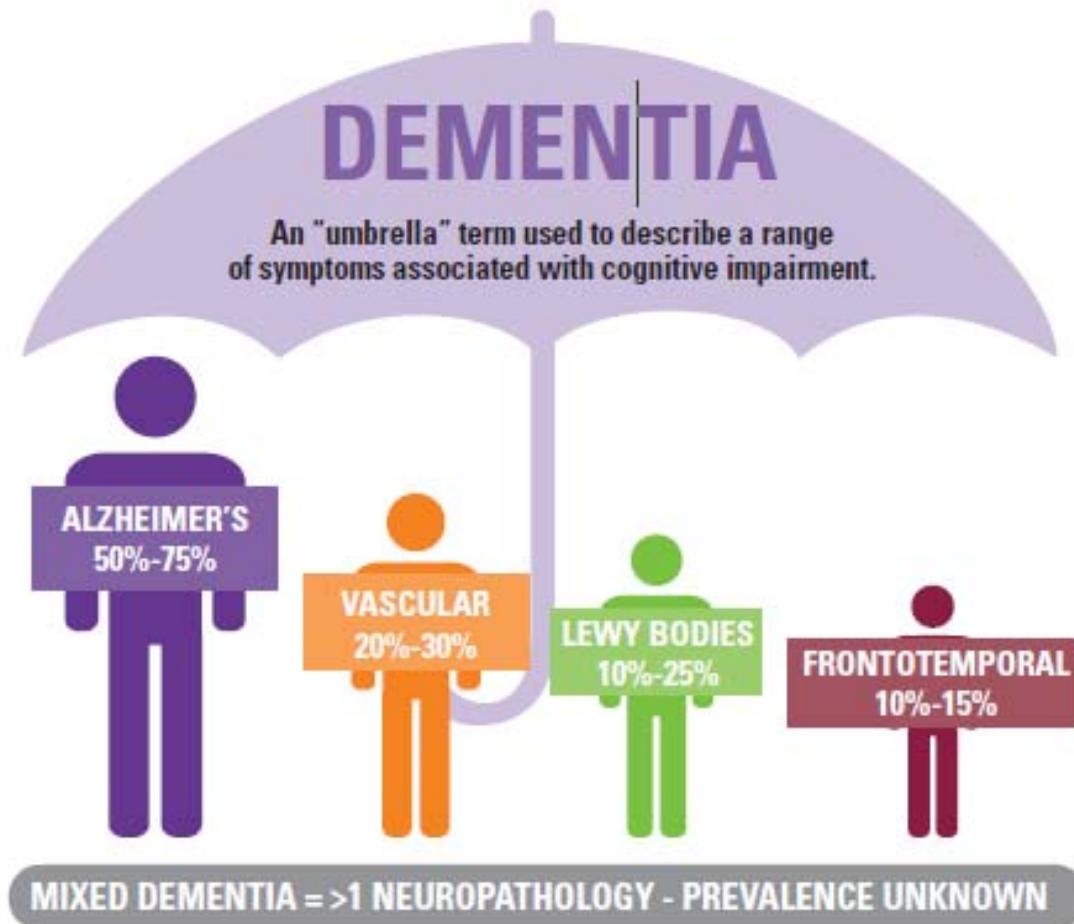 DEMENTIA
An "umbrella" term used to describe a range
of symptoms associated with cognitive impairment.
ALZHEIMER'S
50%-75%
VASCULAR
20%-30%
LEWY BODIES
10%-25%
FRONTOTEMPORAL
10%-15%
MIXED DEMENTIA = >1 NEUROPATHOLOGY - PREVALENCE UNKNOWN